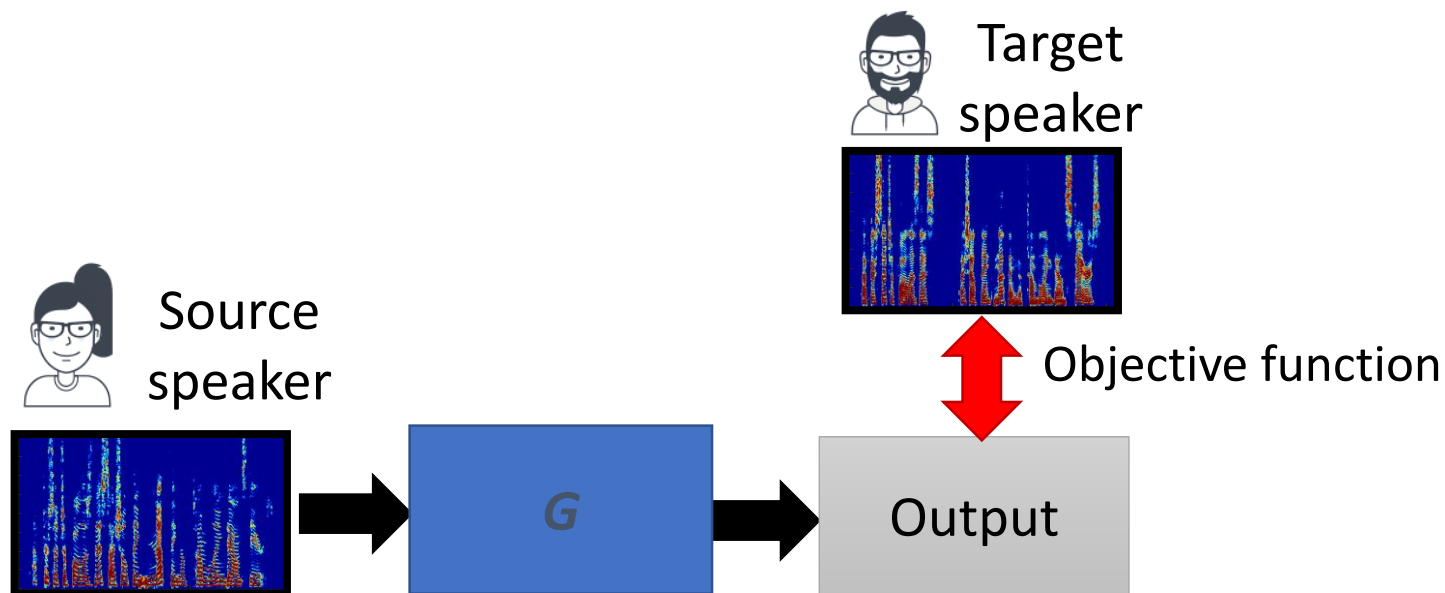 Target
speaker
Source
speaker
Objective function
G
Output